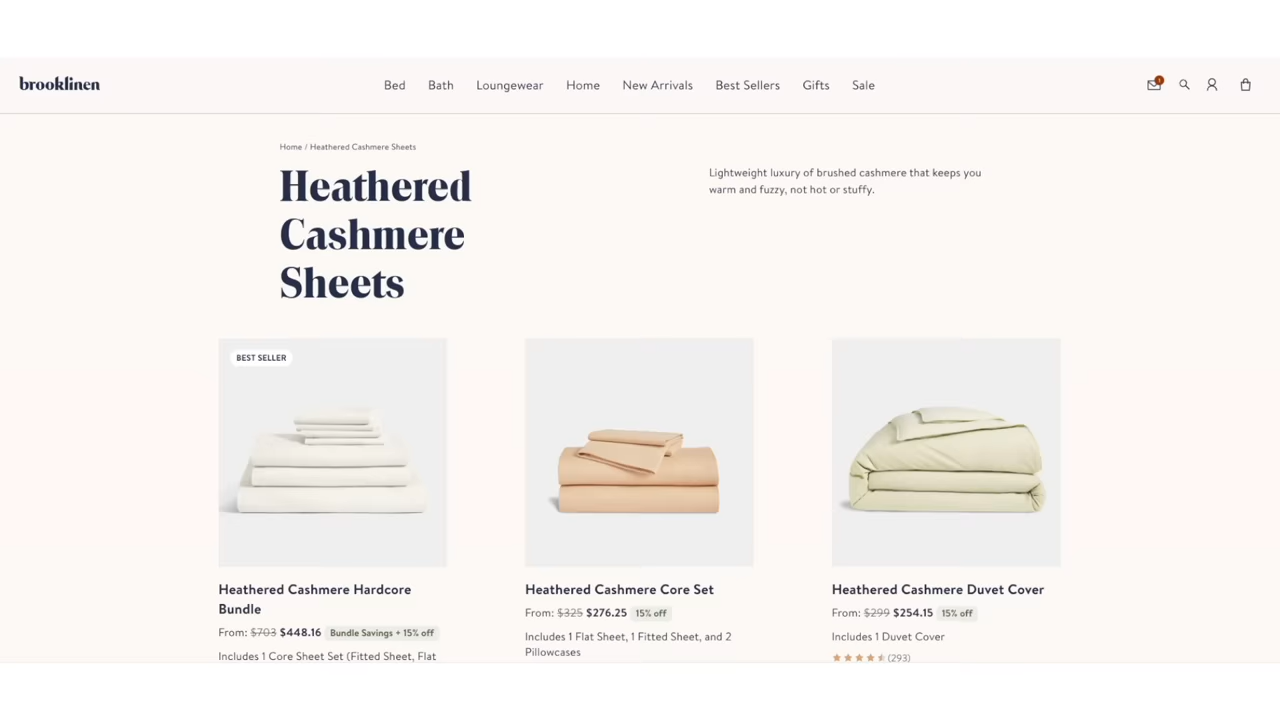 brooklinen
Bed Bath Loungewear Home New Arrivals Best Sellers Gifts Sale
1
Home / Heathered Cashmere Sheets
Heathered
Cashmere
Sheets
Lightweight luxury of brushed cashmere that keeps you
warm and fuzzy, not hot or stuffy.
BEST SELLER
Heathered Cashmere Hardcore
Bundle
From: $703 $448.16 Bundle Savings + 15% off
Includes 1 Core Sheet Set (Fitted Sheet, Flat
Heathered Cashmere Core Set
From: $325 $276.25 15% off
Includes 1 Flat Sheet, 1 Fitted Sheet, and 2
Pillowcases
Heathered Cashmere Duvet Cover
From: $299 $254.15 15% off
Includes 1 Duvet Cover
(293)